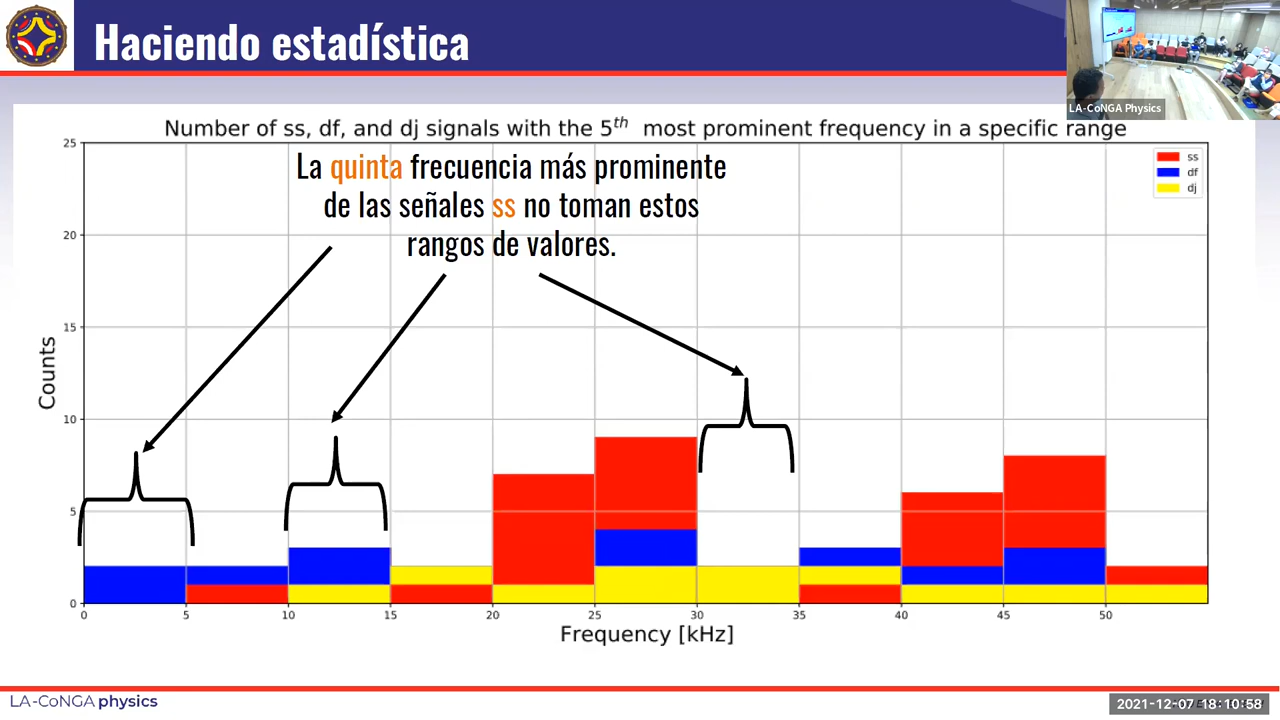 Haciendo estadística
LA-CoNGA Physics
Number of ss, df, and dj signals with the 5th most prominent frequency in a specific range
La quinta frecuencia más prominente
de las señales ss no toman estos
rangos de valores.
ss
df
dj
25
20
15
10
5
0
Counts
0 5 10 15 20 25 30 35 40 45 50
Frequency [kHz]
LA-CoNGA physics
2021-12-07 18:10:58